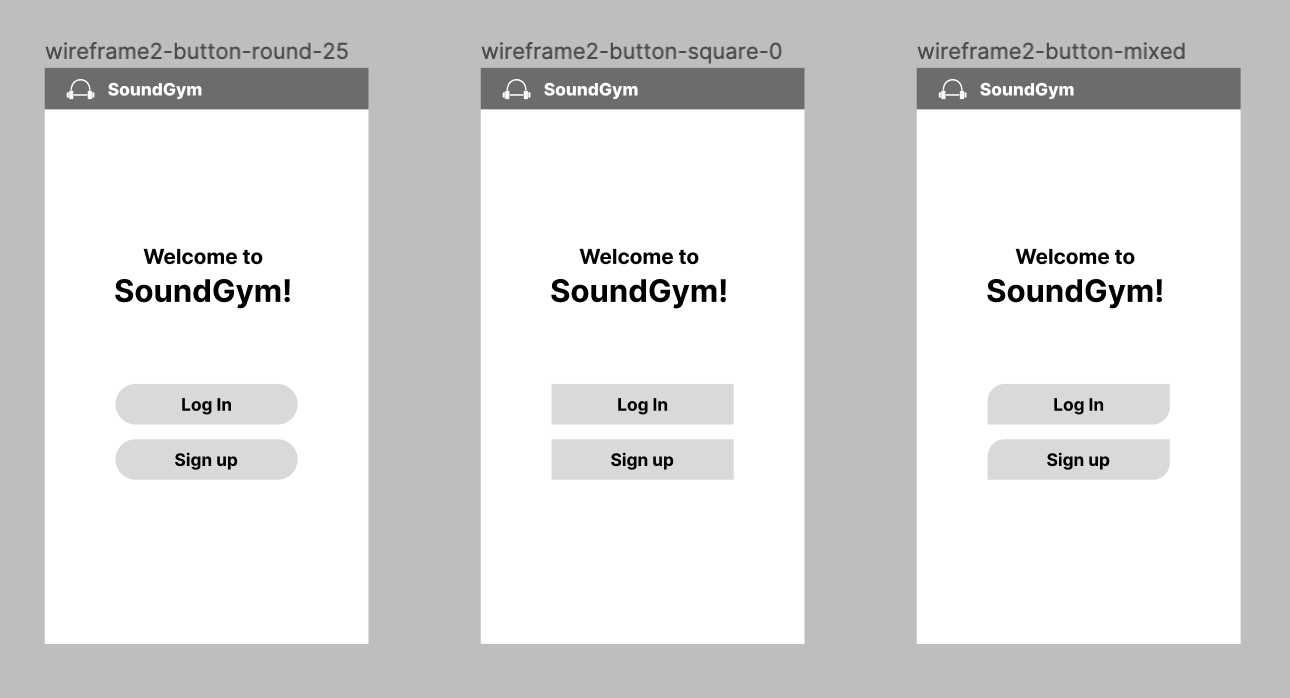 wireframe2-button-round-25
SoundGym
Welcome to
SoundGym!
Log In
Sign up
wireframe2-button-square-0
SoundGym
Welcome to
SoundGym!
Log In
Sign up
wireframe2-button-mixed
SoundGym
Welcome to
SoundGym!
Log In
Sign up